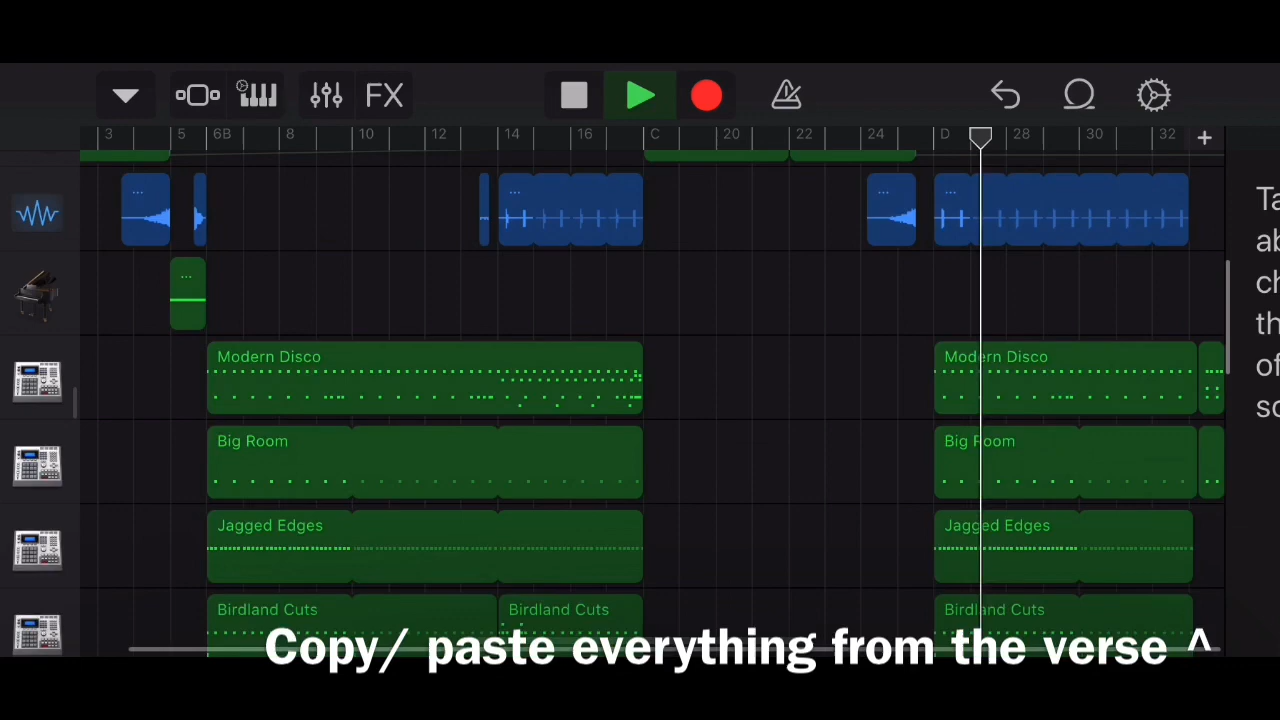 FX
3 5 6B 8 10 12 14 16 C 20 22 24 D 28 30 32 +
... ... ... ...
...
Modern Disco Modern Disco
Big Room Big Room
Jagged Edges Jagged Edges
Birdland Cuts Birdland Cuts Birdland Cuts
Copy/ paste everything from the verse ^